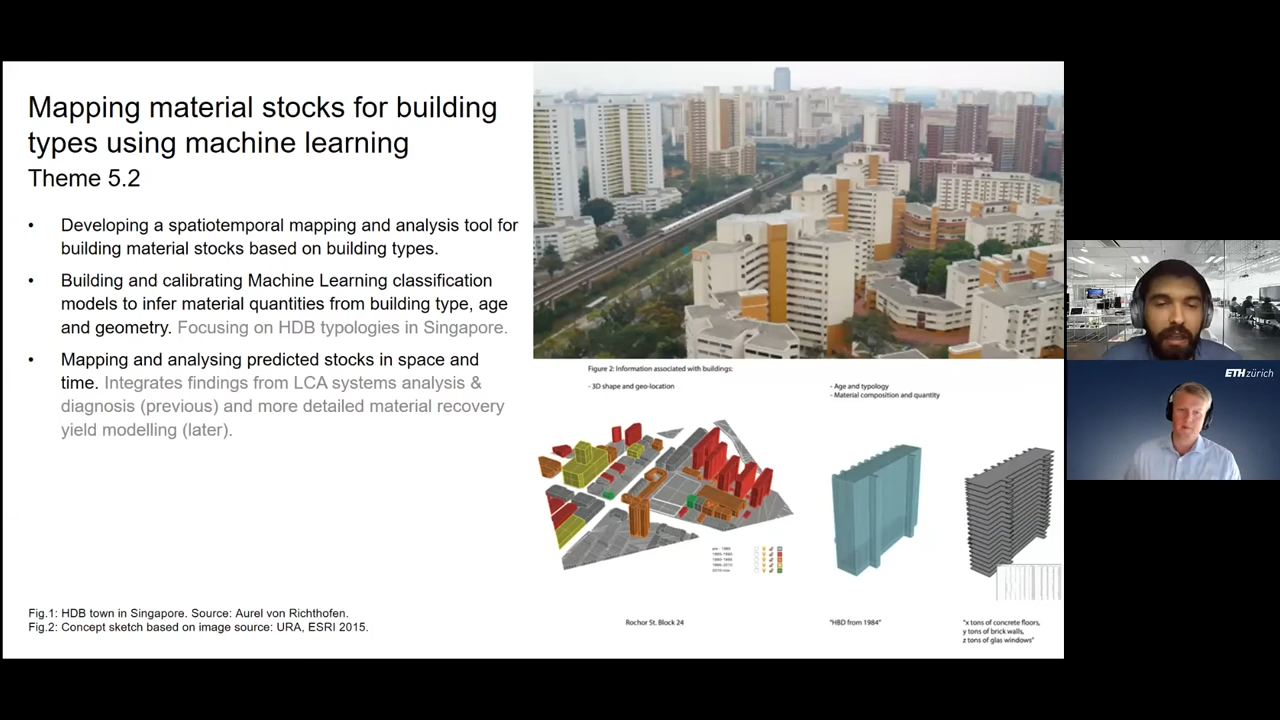 Mapping material stocks for building
types using machine learning
Theme 5.2
• Developing a spatiotemporal mapping and analysis tool for
building material stocks based on building types.
• Building and calibrating Machine Learning classification
models to infer material quantities from building type, age
and geometry. Focusing on HDB typologies in Singapore.
• Mapping and analysing predicted stocks in space and
time. Integrates findings from LCA systems analysis &
diagnosis (previous) and more detailed material recovery
yield modelling (later).
Fig.1: HDB town in Singapore. Source: Aurel von Richthofen.
Fig.2: Concept sketch based on image source: URA, ESRI 2015.
Figure 2: Information associated with buildings:
- 3D shape and geo-location
- Age and typology
- Material composition and quantity
Rochor St. Block 24
"HBD from 1984"
"x tons of concrete floors,
y tons of brick walls,
z tons of glas windows"
ETH zürich